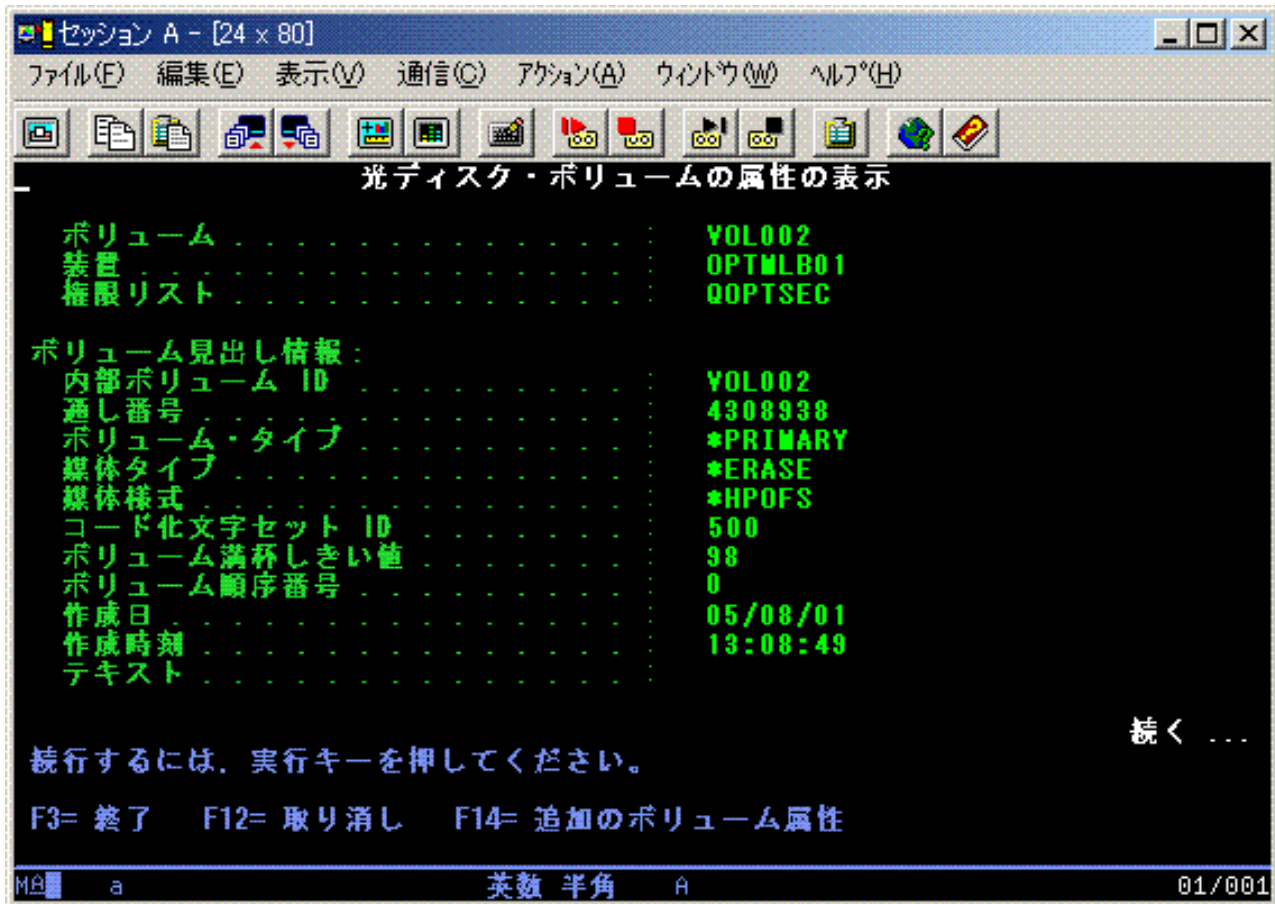 セッション A - [24 x 80]
ファイル(F) 編集(E) 表示(V) 通信(C) アクション(A) ウィンドウ(W) ヘルプ(H)
光ディスク・ボリュームの属性の表示
ボリューム . . . . . . . . . . . . . . : VOL002
装置 . . . . . . . . . . . . . . . . . : OPTMLB01
権限リスト . . . . . . . . . . . . . . : QOPTSEC
ボリューム見出し情報:
内部ボリューム ID . . . . . . . . . : VOL002
通し番号 . . . . . . . . . . . . . . : 4308938
ボリューム・タイプ . . . . . . . . . : *PRIMARY
媒体タイプ . . . . . . . . . . . . . : *ERASE
媒体様式 . . . . . . . . . . . . . . : *HPOFS
コード化文字セット ID . . . . . . . : 500
ボリューム満杯しきい値 . . . . . . . : 98
ボリューム順序番号 . . . . . . . . . : 0
作成日 . . . . . . . . . . . . . . . : 05/08/01
作成時刻 . . . . . . . . . . . . . . : 13:08:49
テキスト . . . . . . . . . . . . . . :
続く ...
続行するには，実行キーを押してください。
F3= 終了 F12= 取り消し F14= 追加のボリューム属性
MA a 英数 半角 A 01/001